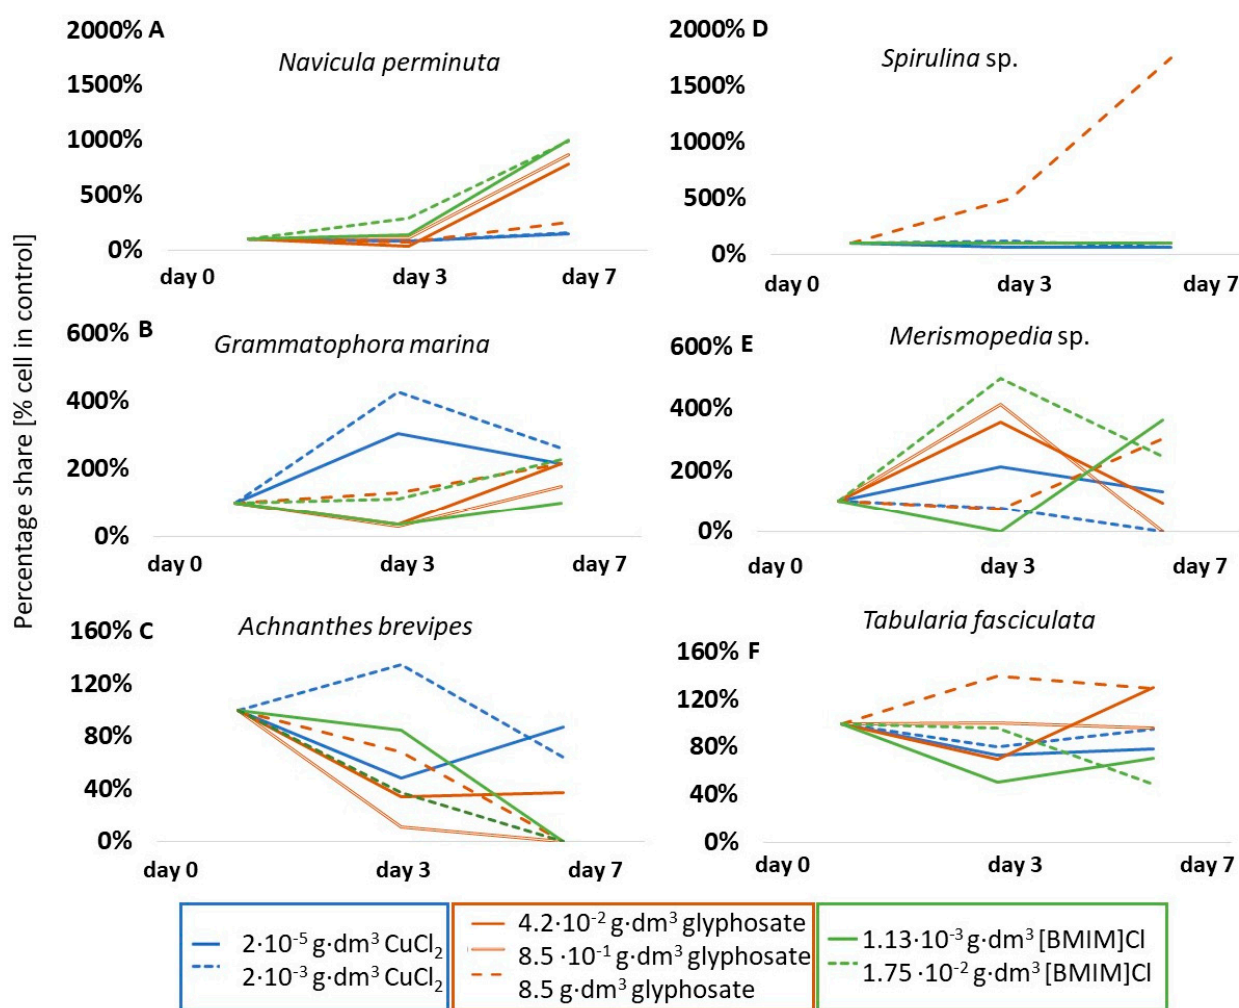 Percentage share [% cell in control]
2000% A
Navicula perminuta
1500%
1000%
500%
0%
day 0 day 3 day 7
2000% D
Spirulina sp.
1500%
1000%
500%
0%
day 0 day 3 day 7
600% B
Grammatophora marina
400%
200%
0%
day 0 day 3 day 7
600% E
Merismopedia sp.
400%
200%
0%
day 0 day 3 day 7
160% C
Achnanthes brevipes
120%
80%
40%
0%
day 0 day 3 day 7
160% F
Tabularia fasciculata
120%
80%
40%
0%
day 0 day 3 day 7
2·10⁻⁵ g·dm³ CuCl₂
2·10⁻³ g·dm³ CuCl₂
4.2·10⁻² g·dm³ glyphosate
8.5 ·10⁻¹ g·dm³ glyphosate
8.5 g·dm³ glyphosate
1.13·10⁻³ g·dm³ [BMIM]Cl
1.75 ·10⁻² g·dm³ [BMIM]Cl